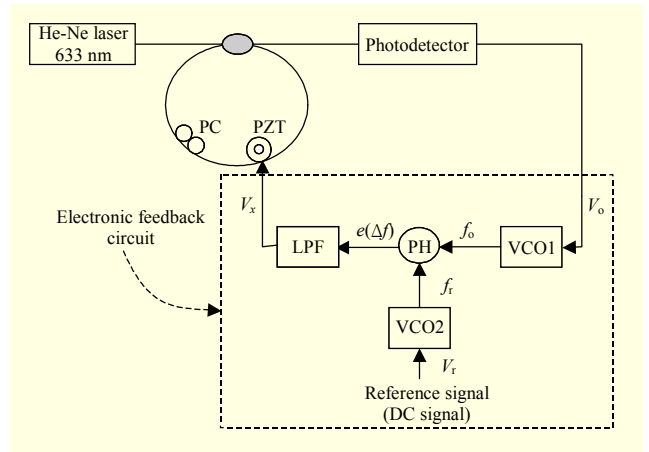 He-Ne laser
633 nm
Photodetector
PC
PZT
Electronic feedback
circuit
Vx
LPF
e(Δf)
PH
fo
VCO1
Vo
fr
VCO2
Vr
Reference signal
(DC signal)